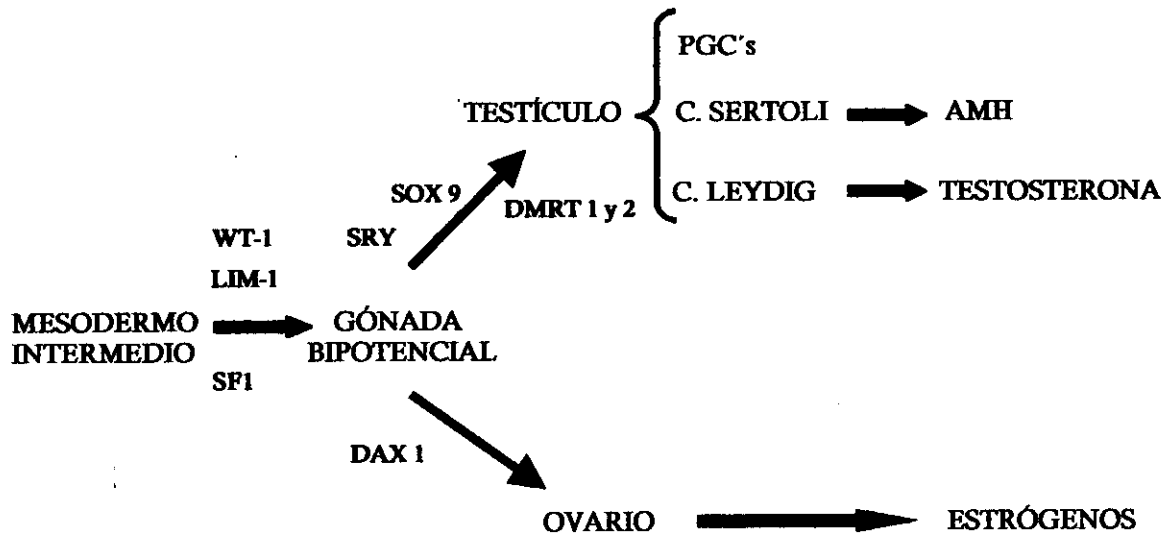 PGC´s
TESTÍCULO
C. SERTOLI
AMH
C. LEYDIG
TESTOSTERONA
SOX 9
DMRT 1 y 2
SRY
WT-1
LIM-1
MESODERMO
INTERMEDIO
GÓNADA
BIPOTENCIAL
SF1
DAX 1
OVARIO
ESTRÓGENOS